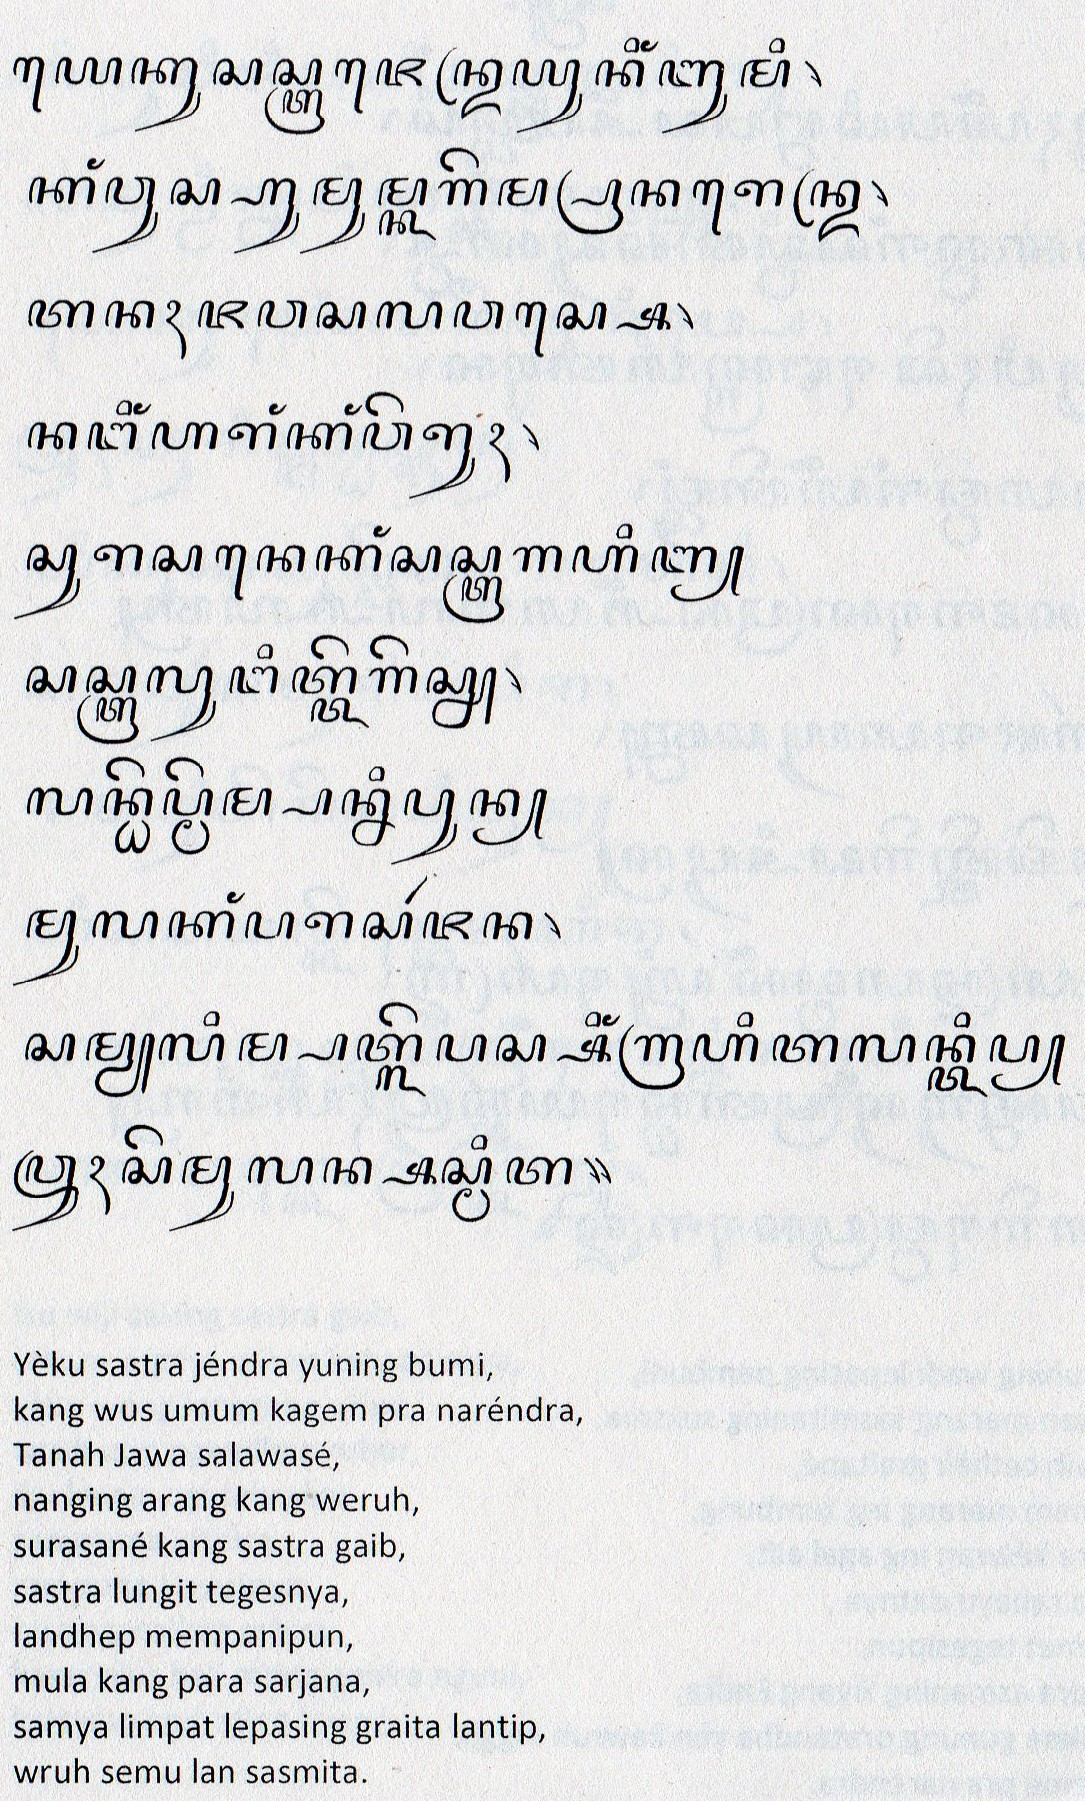 ꦪꦺꦏꦸꦱꦱ꧀ꦠꦿꦗꦺꦤ꧀ꦢꦿꦪꦸꦤꦶꦁꦧꦸꦩꦶ꧈
ꦏꦁꦮꦸꦱ꧀ꦲꦸꦩꦸꦩ꧀ꦏꦒꦼꦩ꧀ꦥꦿꦤꦫꦺꦤ꧀ꦢꦿ꧈
ꦠꦤꦃꦗꦮꦱꦭꦮꦱ꧀ꦱꦺ꧈
ꦤꦔꦶꦁꦲꦫꦁꦏꦁꦮꦼꦫꦸꦃ꧈
ꦱꦸꦫꦱꦤꦺꦏꦁꦱꦱ꧀ꦠꦿꦒꦲꦶꦧ꧀
ꦱꦱ꧀ꦠꦿꦭꦸꦔꦶꦠ꧀ꦠꦼꦒꦼꦱꦾ꧈
ꦭꦤ꧀ꦝꦼꦥ꧀ꦩꦼꦩ꧀ꦥꦤ꧀ꦤꦶꦥꦸꦤ꧀
ꦩꦸꦭꦏꦁꦥꦫꦱꦂꦗꦤ꧈
ꦱꦩꦾꦭꦶꦩ꧀ꦥꦠ꧀ꦭꦼꦥꦱ꧀ꦱꦶꦁꦒꦿꦲꦶꦠꦭꦤ꧀ꦠꦶꦥ꧀
ꦮꦿꦸꦃꦱꦼꦩꦸꦭꦤ꧀ꦱꦱ꧀ꦩꦶꦠ꧉
Yèku sastra jéndra yuning bumi,
kang wus umum kagem pra naréndra,
Tanah Jawa salawasé,
nanging arang kang weruh,
surasané kang sastra gaib,
sastra lungit tegesnya,
landhep mempanipun,
mula kang para sarjana,
samya limpat lepasing graita lantip,
wruh semu lan sasmita.